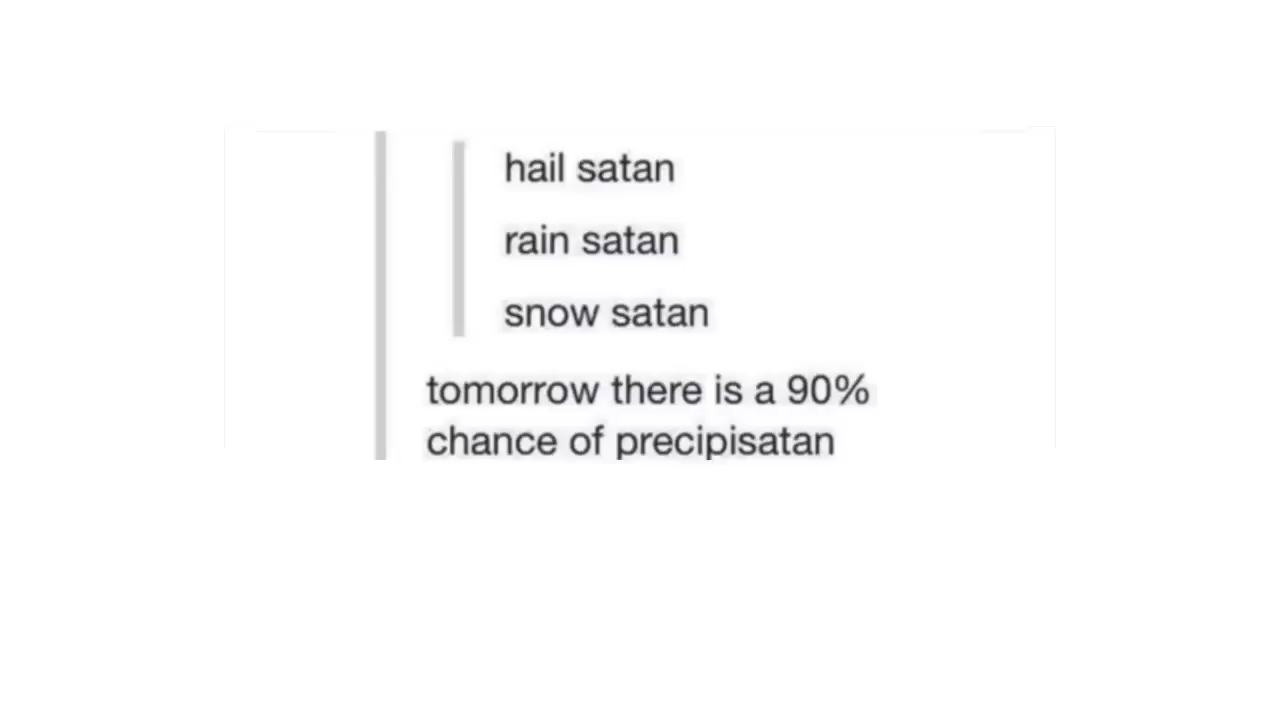 hail satan
rain satan
snow satan
tomorrow there is a 90%
chance of precipisatan